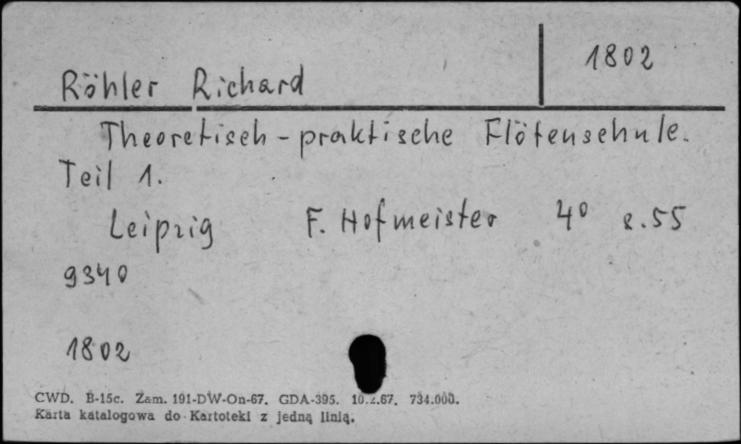 1802
Röhler Richard
Theoretisch-praktische Flötenschule.
Teil 1.
Leipzig F. Hofmeister 4° s. 55
9340
1802
CWD. B-15c. Zam. 191-DW-On-67. GDA-395. 10.2.67. 734.000.
Karta katalogowa do Kartoteki z jedną linią.